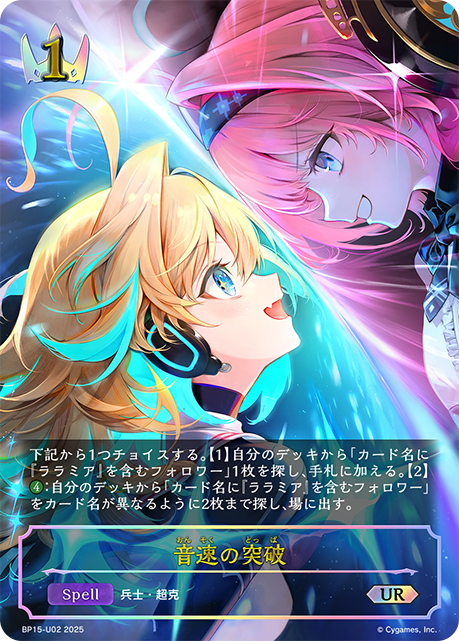 1
下記から1つチョイスする。【1】自分のデッキから「カード名に
『ララミア』を含むフォロワー」1枚を探し、手札に加える。【2】
4:自分のデッキから「カード名に『ララミア』を含むフォロワー」
をカード名が異なるように2枚まで探し、場に出す。
おんそく とっぱ
音速の突破
Spell 兵士・超克
UR
BP15-U02 2025
© Cygames, Inc.